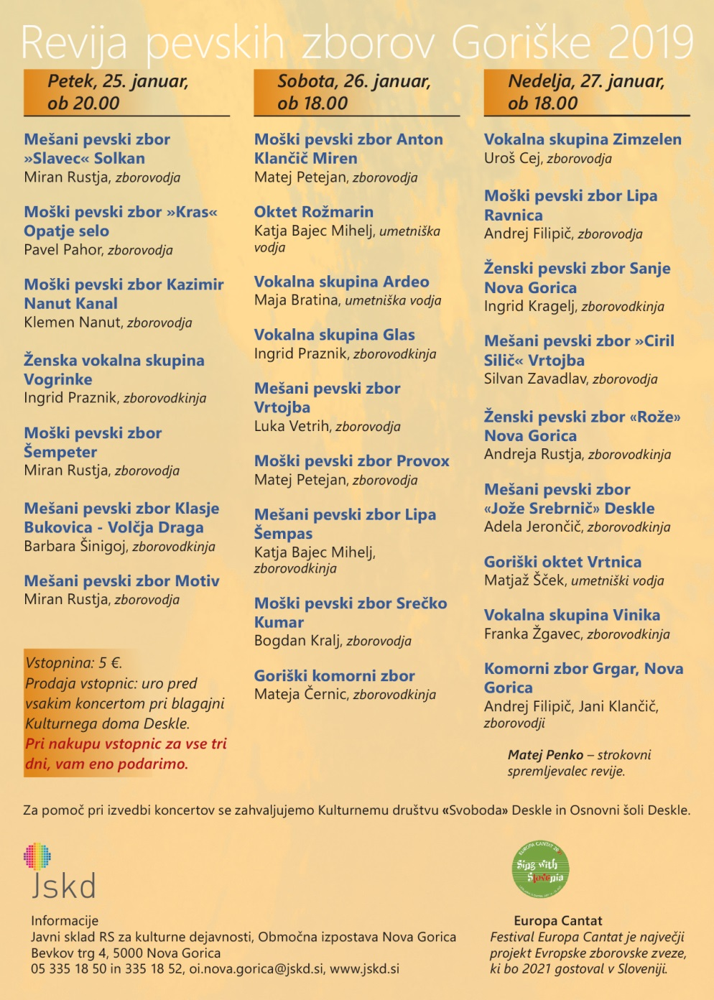 Revija pevskih zborov Goriške 2019
Petek, 25. januar,
ob 20.00
Mešani pevski zbor
»Slavec« Solkan
Miran Rustja, zborovodja
Moški pevski zbor »Kras«
Opatje selo
Pavel Pahor, zborovodja
Moški pevski zbor Kazimir
Nanut Kanal
Klemen Nanut, zborovodja
Ženska vokalna skupina
Vogrinke
Ingrid Praznik, zborovodkinja
Moški pevski zbor
Šempeter
Miran Rustja, zborovodja
Mešani pevski zbor Klasje
Bukovica - Volčja Draga
Barbara Šinigoj, zborovodkinja
Mešani pevski zbor Motiv
Miran Rustja, zborovodja
Vstopnina: 5 €.
Prodaja vstopnic: uro pred
vsakim koncertom pri blagajni
Kulturnega doma Deskle.
Pri nakupu vstopnic za vse tri
dni, vam eno podarimo.
Sobota, 26. januar,
ob 18.00
Moški pevski zbor Anton
Klančič Miren
Matej Petejan, zborovodja
Oktet Rožmarin
Katja Bajec Mihelj, umetniška
vodja
Vokalna skupina Ardeo
Maja Bratina, umetniška vodja
Vokalna skupina Glas
Ingrid Praznik, zborovodkinja
Mešani pevski zbor
Vrtojba
Luka Vetrih, zborovodja
Moški pevski zbor Provox
Matej Petejan, zborovodja
Mešani pevski zbor Lipa
Šempas
Katja Bajec Mihelj,
zborovodkinja
Moški pevski zbor Srečko
Kumar
Bogdan Kralj, zborovodja
Goriški komorni zbor
Mateja Černic, zborovodkinja
Nedelja, 27. januar,
ob 18.00
Vokalna skupina Zimzelen
Uroš Cej, zborovodja
Moški pevski zbor Lipa
Ravnica
Andrej Filipič, zborovodja
Ženski pevski zbor Sanje
Nova Gorica
Ingrid Kragelj, zborovodkinja
Mešani pevski zbor »Ciril
Silič« Vrtojba
Silvan Zavadlav, zborovodja
Ženski pevski zbor «Rože»
Nova Gorica
Andreja Rustja, zborovodkinja
Mešani pevski zbor
«Jože Srebrnič» Deskle
Adela Jerončič, zborovodkinja
Goriški oktet Vrtnica
Matjaž Šček, umetniški vodja
Vokalna skupina Vinika
Franka Žgavec, zborovodkinja
Komorni zbor Grgar, Nova
Gorica
Andrej Filipič, Jani Klančič,
zborovodji
Matej Penko – strokovni
spremljevalec revije.
Za pomoč pri izvedbi koncertov se zahvaljujemo Kulturnemu društvu «Svoboda» Deskle in Osnovni šoli Deskle.
Jskd
Informacije
Javni sklad RS za kulturne dejavnosti, Območna izpostava Nova Gorica
Bevkov trg 4, 5000 Nova Gorica
05 335 18 50 in 335 18 52, oi.nova.gorica@jskd.si, www.jskd.si
EUROPA CANTAT
Sing with
Slovenia
Europa Cantat
Festival Europa Cantat je največji
projekt Evropske zborovske zveze,
ki bo 2021 gostoval v Sloveniji.